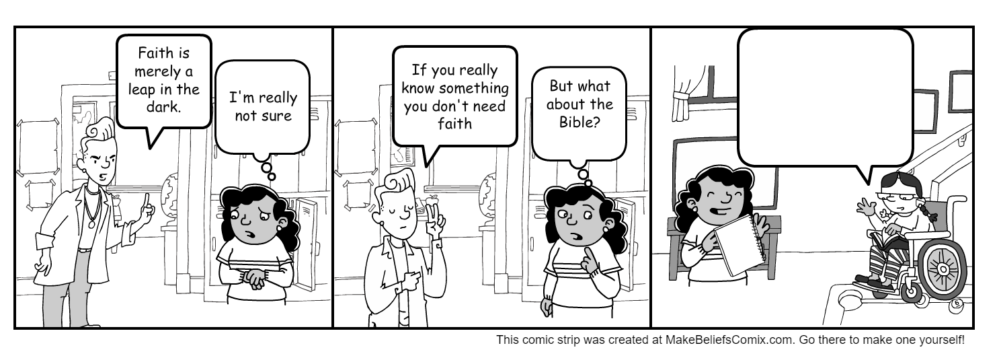 Faith is
merely a
leap in the
dark.
I'm really
not sure
If you really
know something
you don't need
faith
But what
about the
Bible?
This comic strip was created at MakeBeliefsComix.com. Go there to make one yourself!